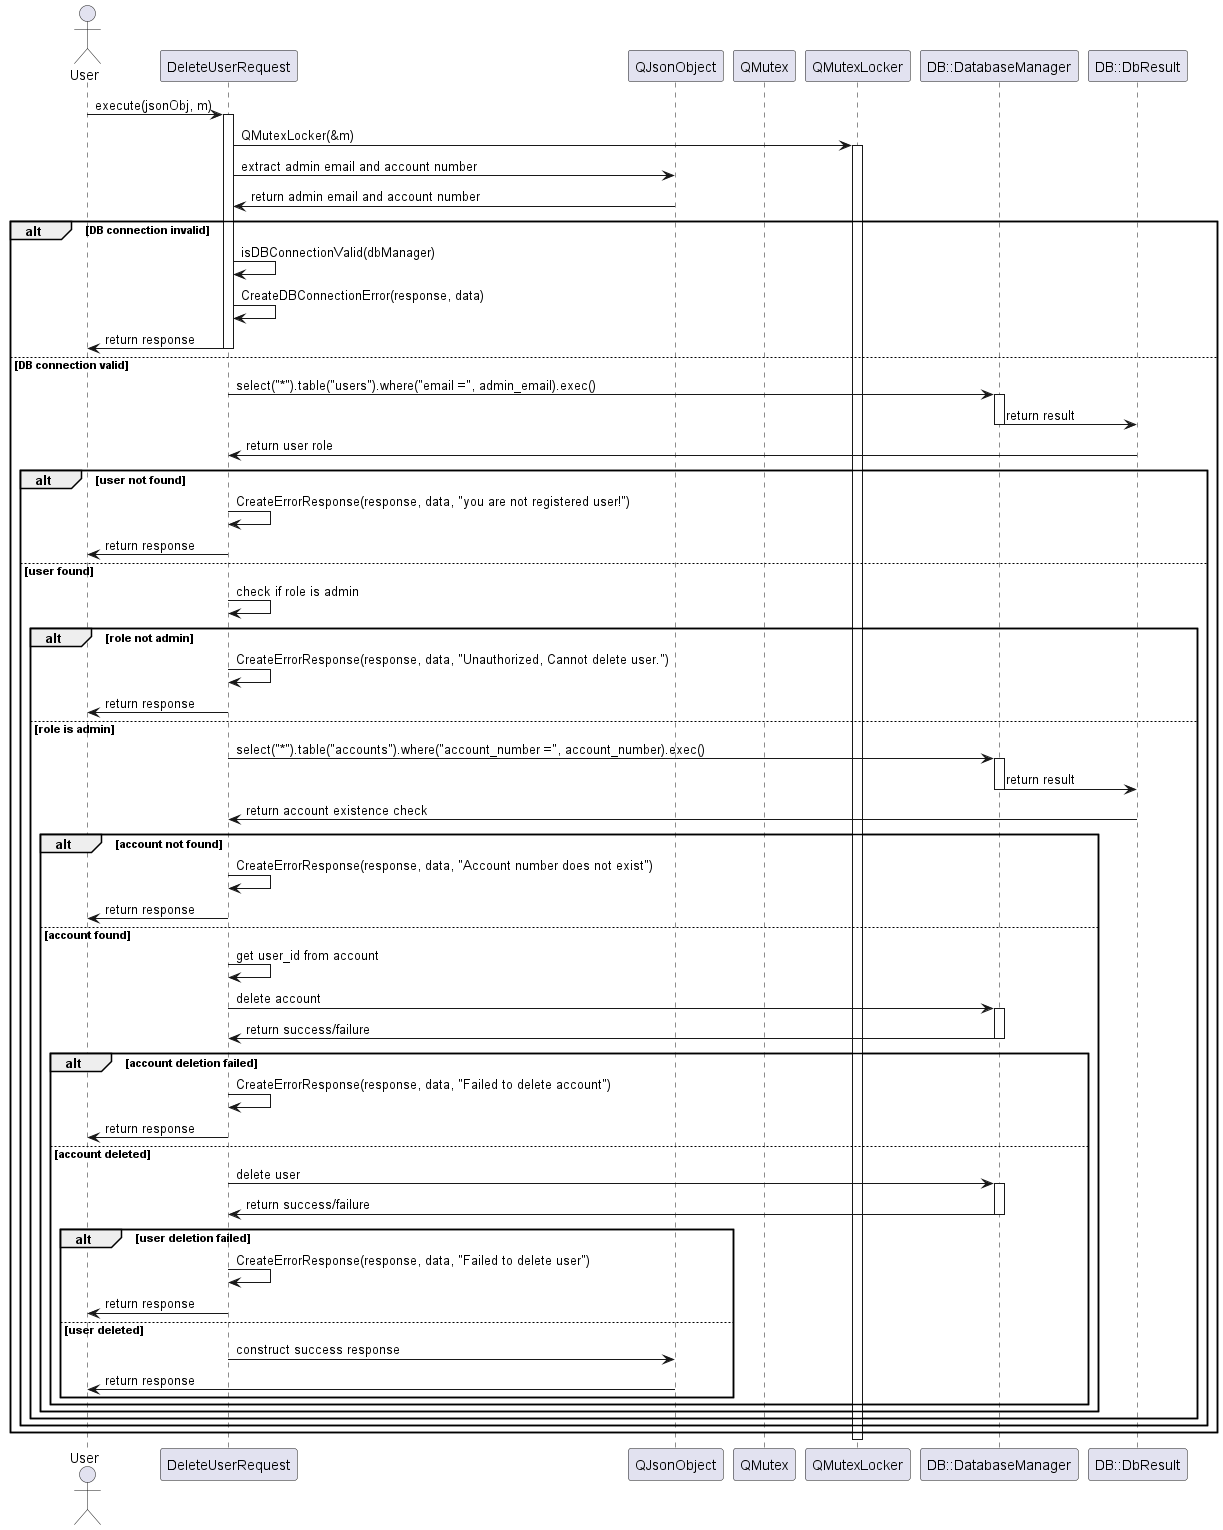 User
DeleteUserRequest
QJsonObject
QMutex
QMutexLocker
DB::DatabaseManager
DB::DbResult
execute(jsonObj, m)
QMutexLocker(&m)
extract admin email and account number
return admin email and account number
alt
[DB connection invalid]
isDBConnectionValid(dbManager)
CreateDBConnectionError(response, data)
return response
[DB connection valid]
select("*").table("users").where("email =", admin_email).exec()
return result
return user role
alt
[user not found]
CreateErrorResponse(response, data, "you are not registered user!")
return response
[user found]
check if role is admin
alt
[role not admin]
CreateErrorResponse(response, data, "Unauthorized, Cannot delete user.")
return response
[role is admin]
select("*").table("accounts").where("account_number =", account_number).exec()
return result
return account existence check
alt
[account not found]
CreateErrorResponse(response, data, "Account number does not exist")
return response
[account found]
get user_id from account
delete account
return success/failure
alt
[account deletion failed]
CreateErrorResponse(response, data, "Failed to delete account")
return response
[account deleted]
delete user
return success/failure
alt
[user deletion failed]
CreateErrorResponse(response, data, "Failed to delete user")
return response
[user deleted]
construct success response
return response
User
DeleteUserRequest
QJsonObject
QMutex
QMutexLocker
DB::DatabaseManager
DB::DbResult